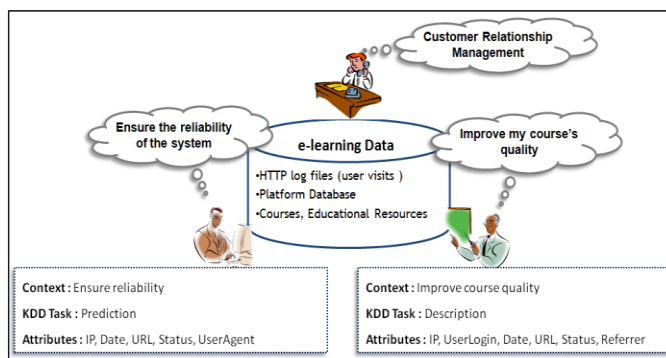 Customer Relationship
Management
Ensure the reliability
of the system
Improve my course's
quality
e-learning Data
•HTTP log files (user visits )
•Platform Database
•Courses, Educational Resources
Context : Ensure reliability
KDD Task : Prediction
Attributes : IP, Date, URL, Status, UserAgent
Context : Improve course quality
KDD Task : Description
Attributes : IP, UserLogin, Date, URL, Status, Referrer